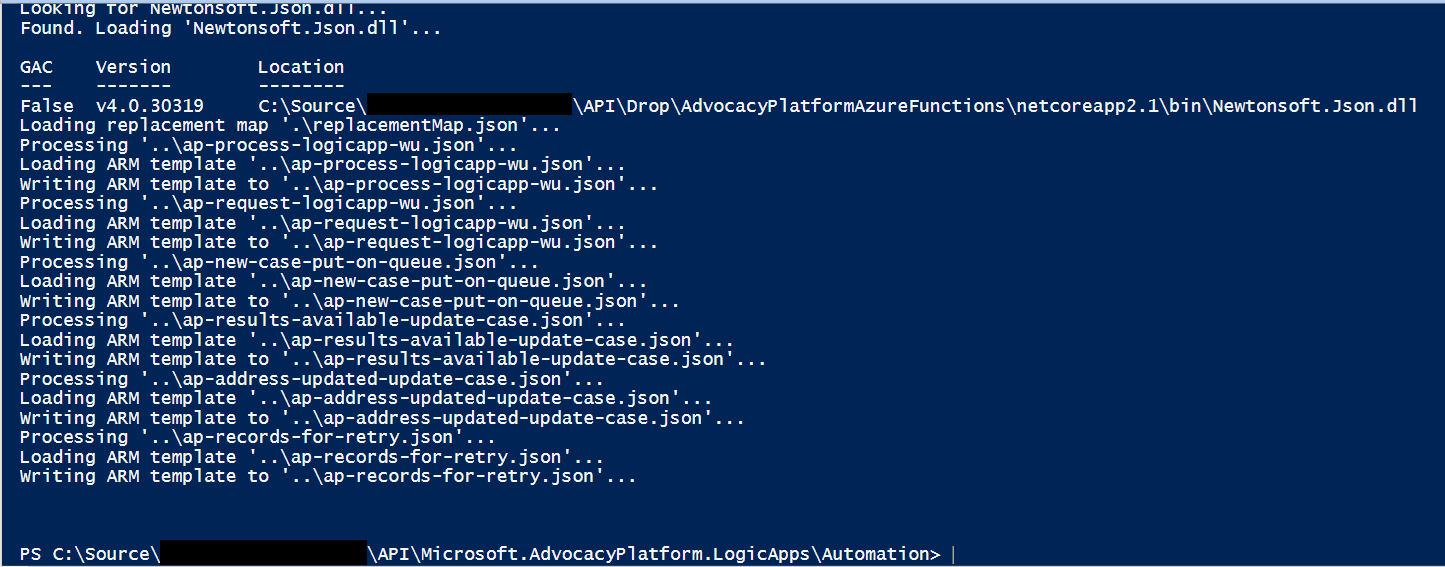 Looking for Newtonsoft.Json.dll...
Found. Loading 'Newtonsoft.Json.dll'...
GAC    Version        Location
---    -------        --------
False  v4.0.30319     C:\Source\ \API\Drop\AdvocacyPlatformAzureFunctions\netcoreapp2.1\bin\Newtonsoft.Json.dll
Loading replacement map '.\replacementMap.json'...
Processing '..\ap-process-logicapp-wu.json'...
Loading ARM template '..\ap-process-logicapp-wu.json'...
Writing ARM template to '..\ap-process-logicapp-wu.json'...
Processing '..\ap-request-logicapp-wu.json'...
Loading ARM template '..\ap-request-logicapp-wu.json'...
Writing ARM template to '..\ap-request-logicapp-wu.json'...
Processing '..\ap-new-case-put-on-queue.json'...
Loading ARM template '..\ap-new-case-put-on-queue.json'...
Writing ARM template to '..\ap-new-case-put-on-queue.json'...
Processing '..\ap-results-available-update-case.json'...
Loading ARM template '..\ap-results-available-update-case.json'...
Writing ARM template to '..\ap-results-available-update-case.json'...
Processing '..\ap-address-updated-update-case.json'...
Loading ARM template '..\ap-address-updated-update-case.json'...
Writing ARM template to '..\ap-address-updated-update-case.json'...
Processing '..\ap-records-for-retry.json'...
Loading ARM template '..\ap-records-for-retry.json'...
Writing ARM template to '..\ap-records-for-retry.json'...
PS C:\Source\ \API\Microsoft.AdvocacyPlatform.LogicApps\Automation>